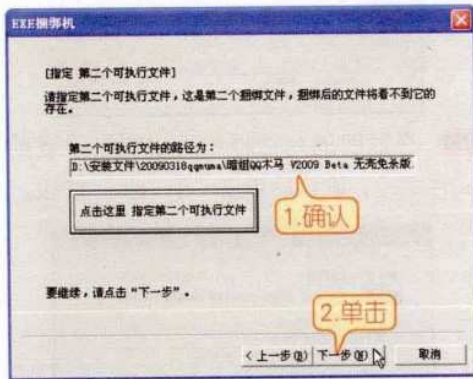 EXE捆绑机
[指定 第二个可执行文件]
请指定第二个可执行文件，这是第二个捆绑文件，捆绑后的文件将看不到它的
存在。
第二个可执行文件的路径为：
D:\安装文件\20090318qqmuma\暗组QQ木马 V2009 Beta 无壳免杀版
点击这里 指定第二个可执行文件
1.确认
要继续，请点击“下一步”。
2.单击
<上一步(B) 下一步(N) 取消